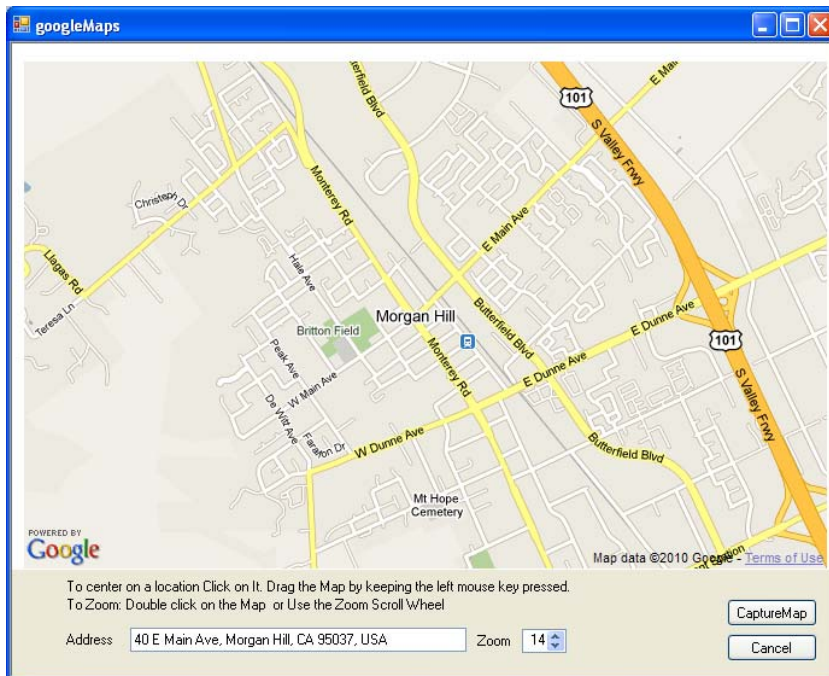 googleMaps
E Mai
Butterfield Blvd
101
S Valley Frwy
Christeph Dr
Monterey Rd
E Main Ave
Llagas Rd
Hale Ave
Teresa Ln
Morgan Hill
Britton Field
Butterfield Blvd
E Dunne Ave
101
Peak Ave
Monterey Rd
E Dunne Ave
W Main Ave
S Valley Frwy
De Witt Ave
Farallon Dr
W Dunne Ave
Butterfield Blvd
Mt Hope
Cemetery
POWERED BY
Google
Map data ©2010 Google - Terms of Use
To center on a location Click on It. Drag the Map by keeping the left mouse key pressed.
To Zoom: Double click on the Map or Use the Zoom Scroll Wheel
CaptureMap
Address 40 E Main Ave, Morgan Hill, CA 95037, USA Zoom 14
Cancel